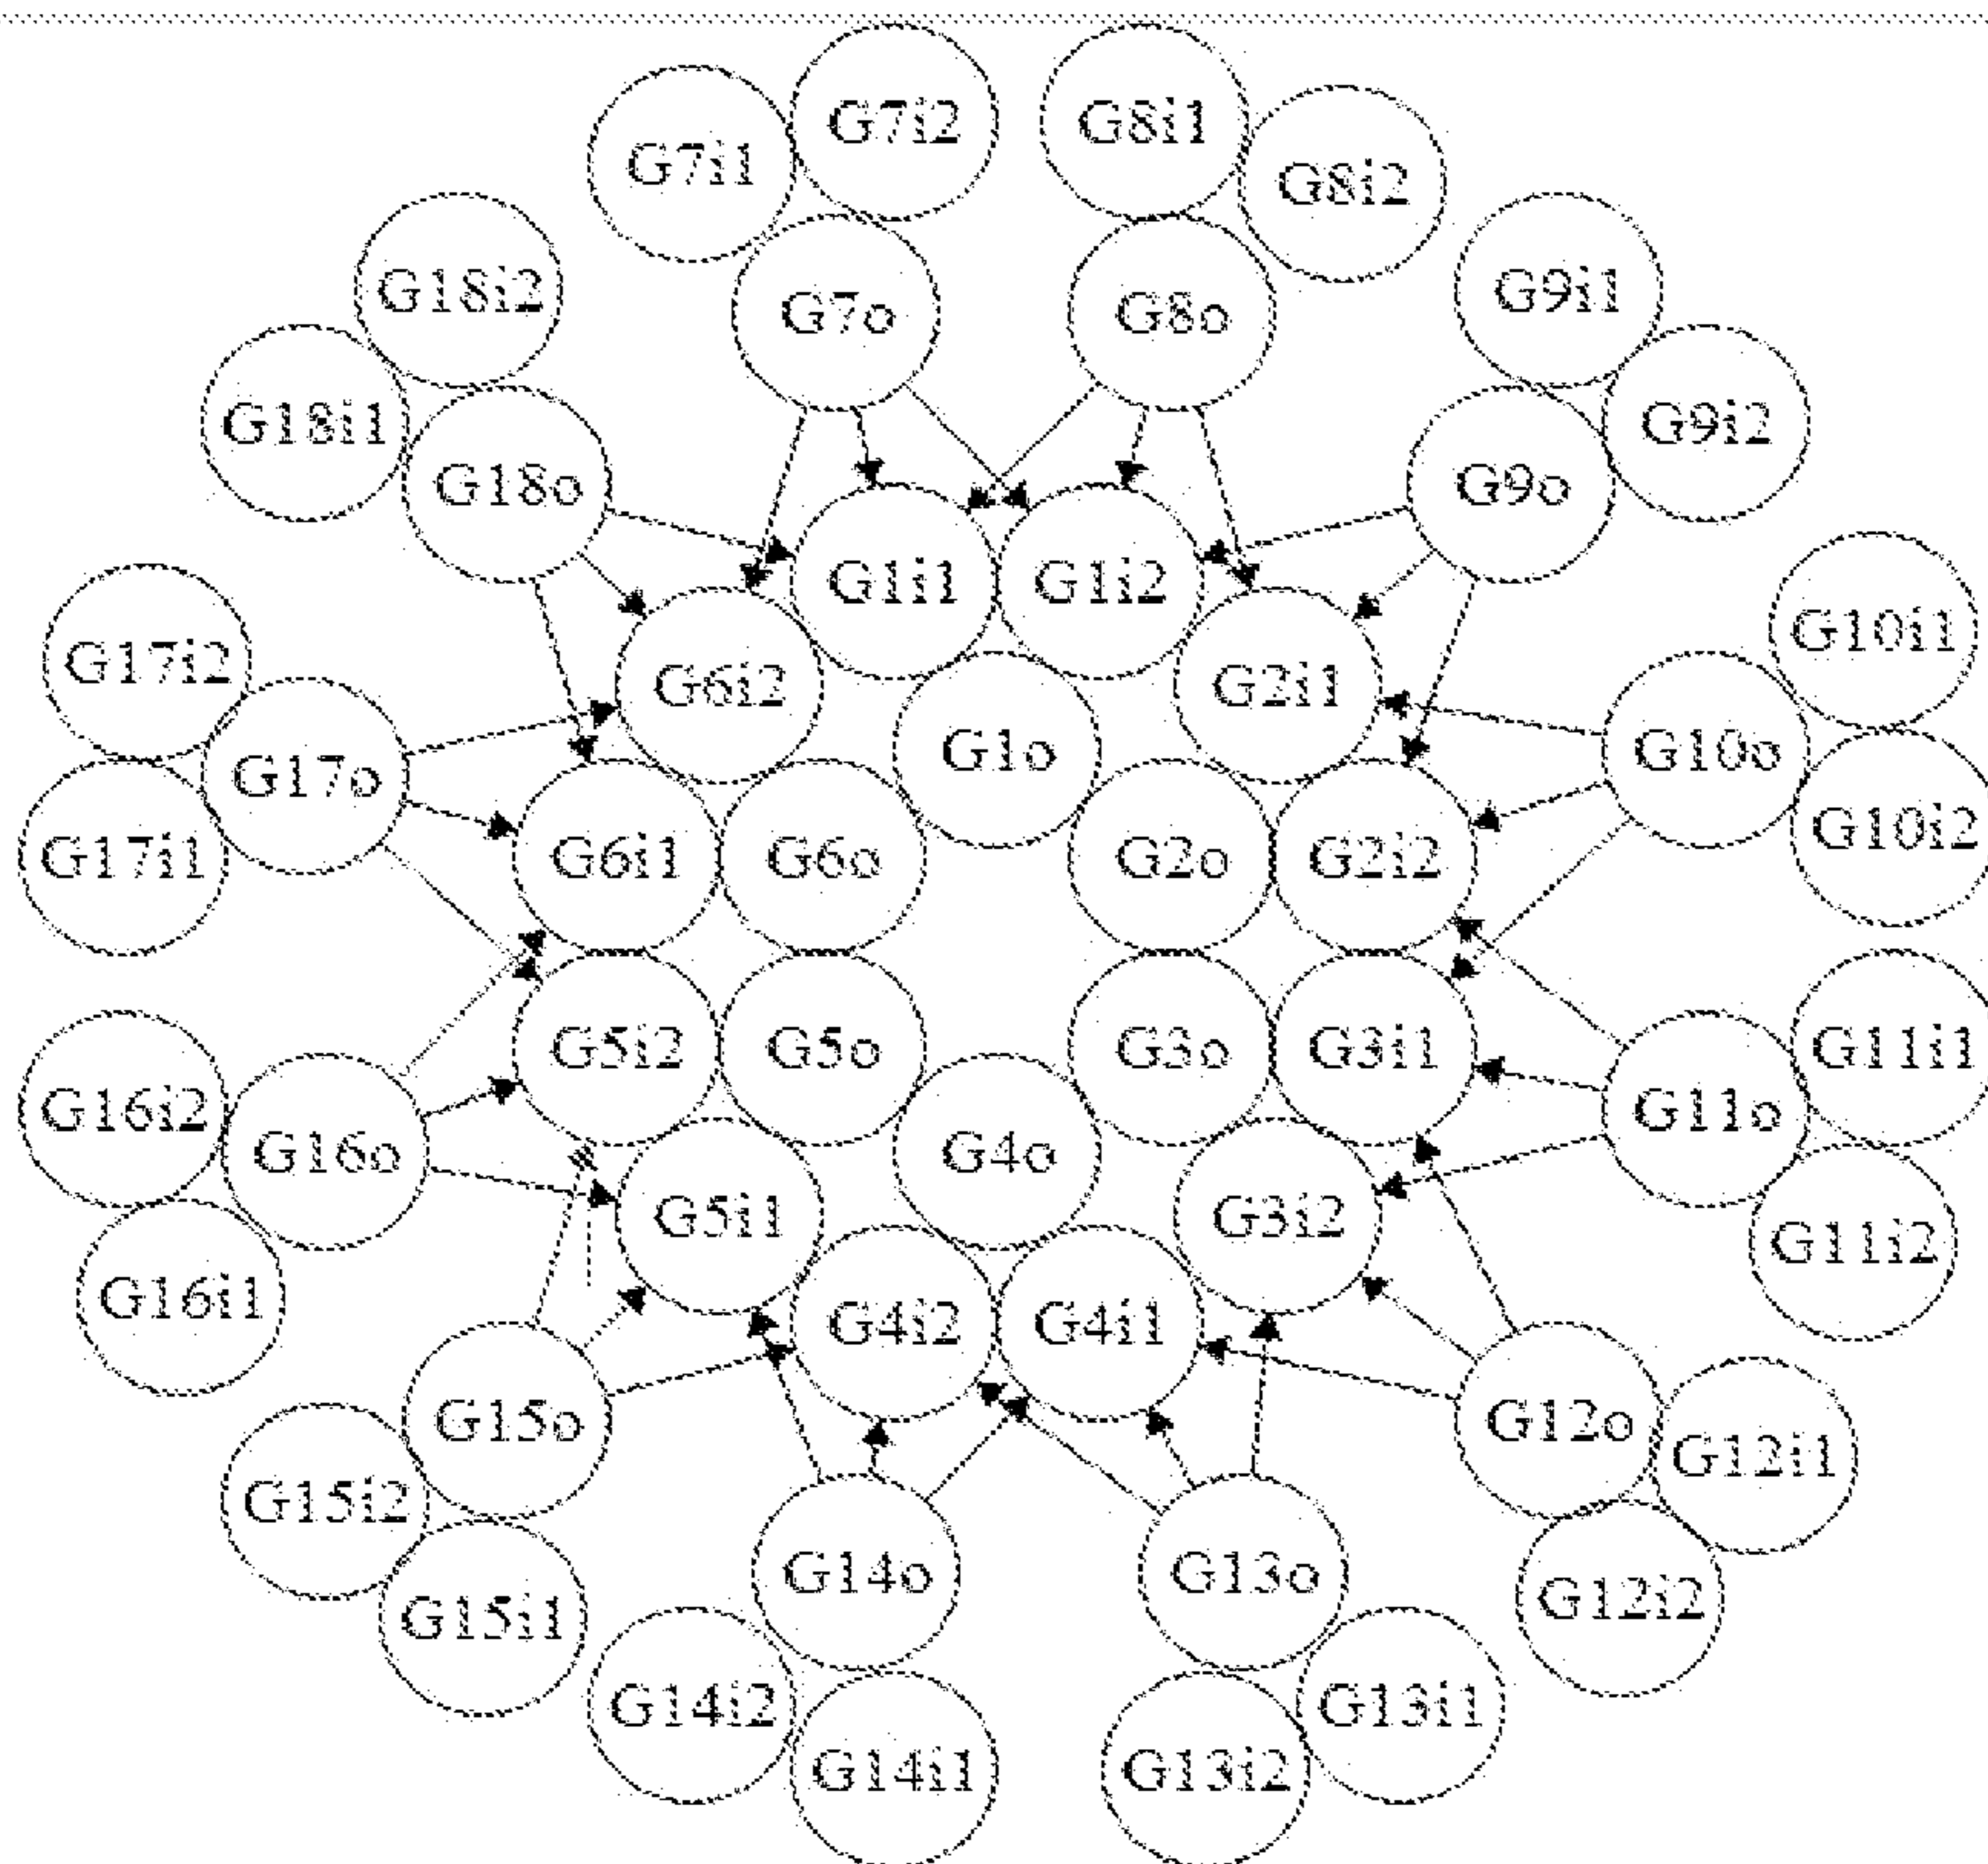 G7i2 G8i1
G7i1 G8i2
G18i2 G7o G8o G9i1
G18i1 G9i2
G18o G9o
G1i1 G1i2
G17i2 G6i2 G2i1 G10i1
G17o G1o G10o
G17i1 G6i1 G6o G2o G2i2 G10i2
G5i2 G5o G3o G3i1 G11i1
G16i2 G16o G4o G11o
G5i1 G3i2 G11i2
G16i1 G4i2 G4i1
G15o G12o
G15i2 G12i1
G15i1 G14o G13o G12i2
G14i2 G13i1
G14i1 G13i2